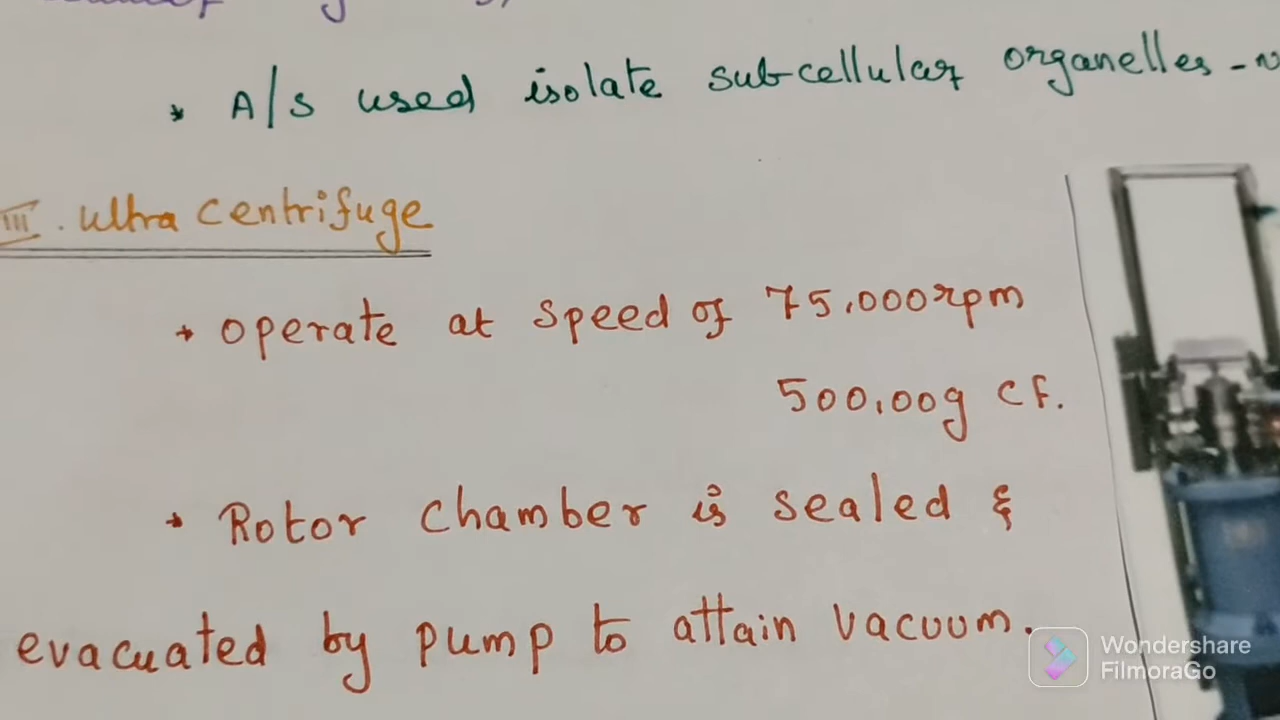 * A/s used isolate subcellular organelles -
III. Ultra Centrifuge
* Operate at speed of 75,000rpm
500,00g CF.
* Rotor chamber is sealed &
evacuated by pump to attain vacuum.
Wondershare
FilmoraGo